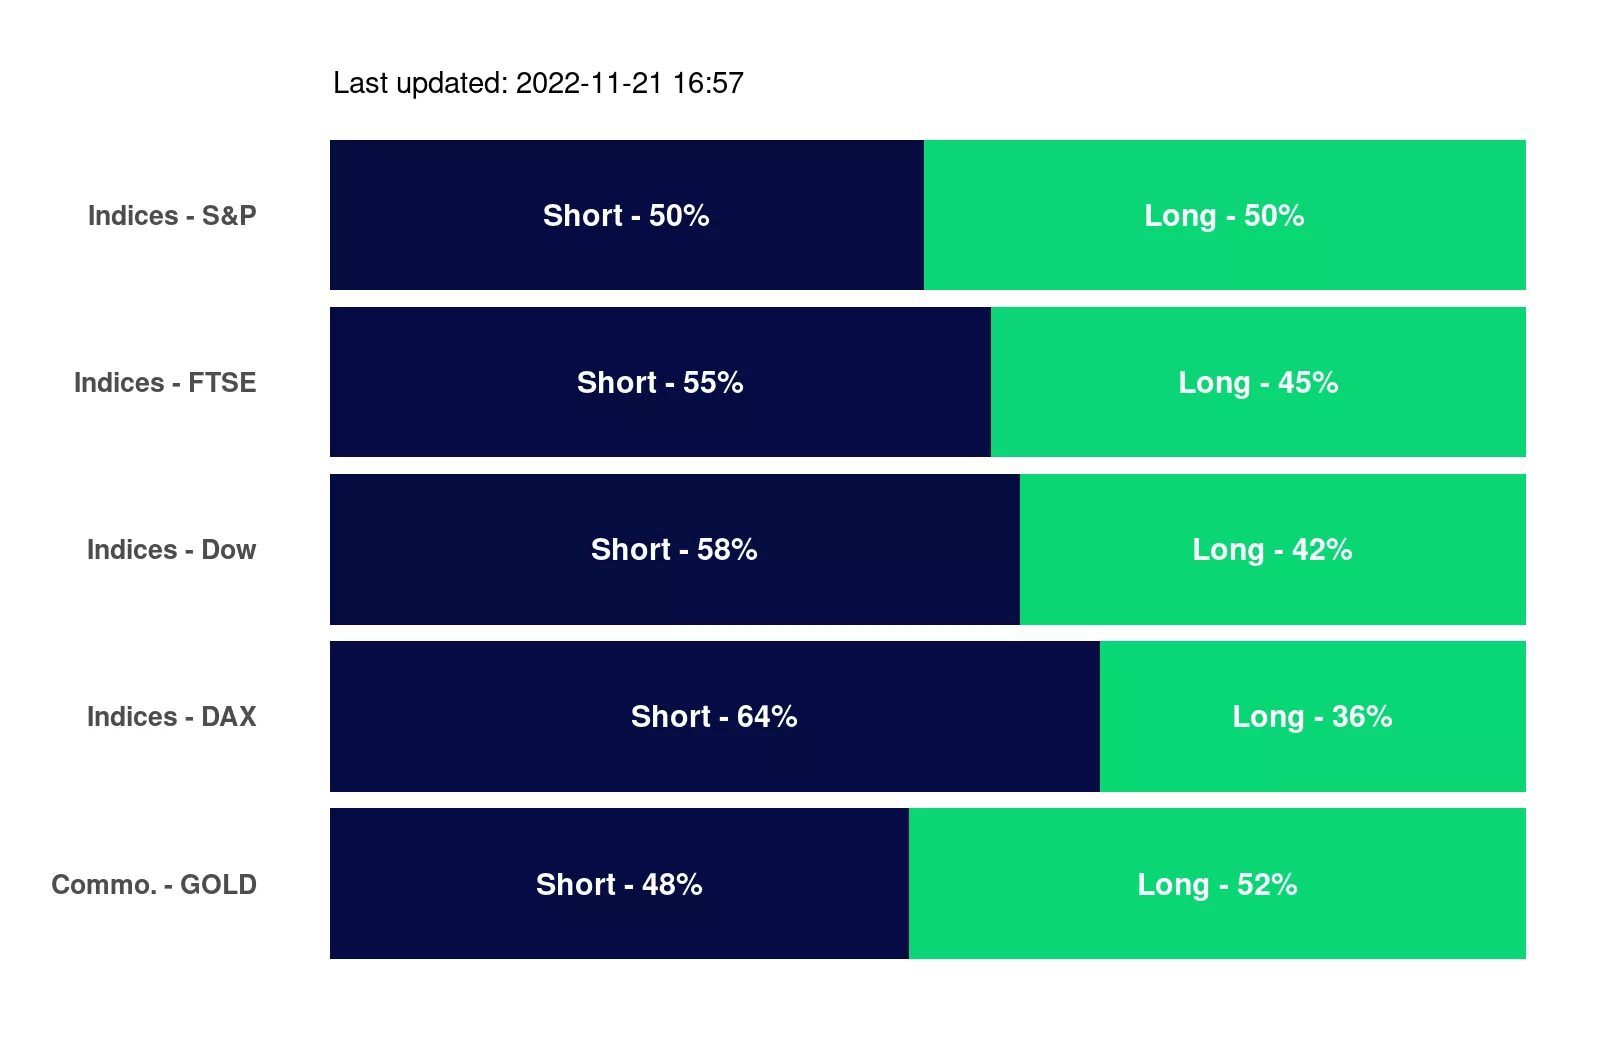 Last updated: 2022-11-21 16:57
Indices - S&P Short - 50% Long - 50%
Indices - FTSE Short - 55% Long - 45%
Indices - Dow Short - 58% Long - 42%
Indices - DAX Short - 64% Long - 36%
Commo. - GOLD Short - 48% Long - 52%